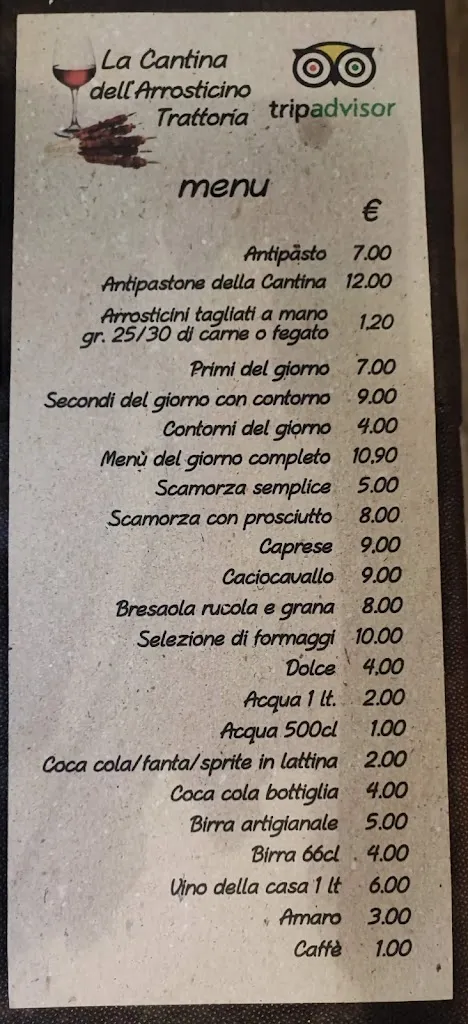 La Cantina
dell'Arrosticino
Trattoria
tripadvisor
menu
€
Antipasto 7.00
Antipastone della Cantina 12.00
Arrosticini tagliati a mano
gr. 25/30 di carne o fegato 1,20
Primi del giorno 7.00
Secondi del giorno con contorno 9.00
Contorni del giorno 4.00
Menù del giorno completo 10.90
Scamorza semplice 5.00
Scamorza con prosciutto 8.00
Caprese 9.00
Caciocavallo 9.00
Bresaola rucola e grana 8.00
Selezione di formaggi 10.00
Dolce 4.00
Acqua 1 lt. 2.00
Acqua 500cl 1.00
Coca cola/fanta/sprite in lattina 2.00
Coca cola bottiglia 4.00
Birra artigianale 5.00
Birra 66cl 4.00
Vino della casa 1 lt 6.00
Amaro 3.00
Caffè 1.00